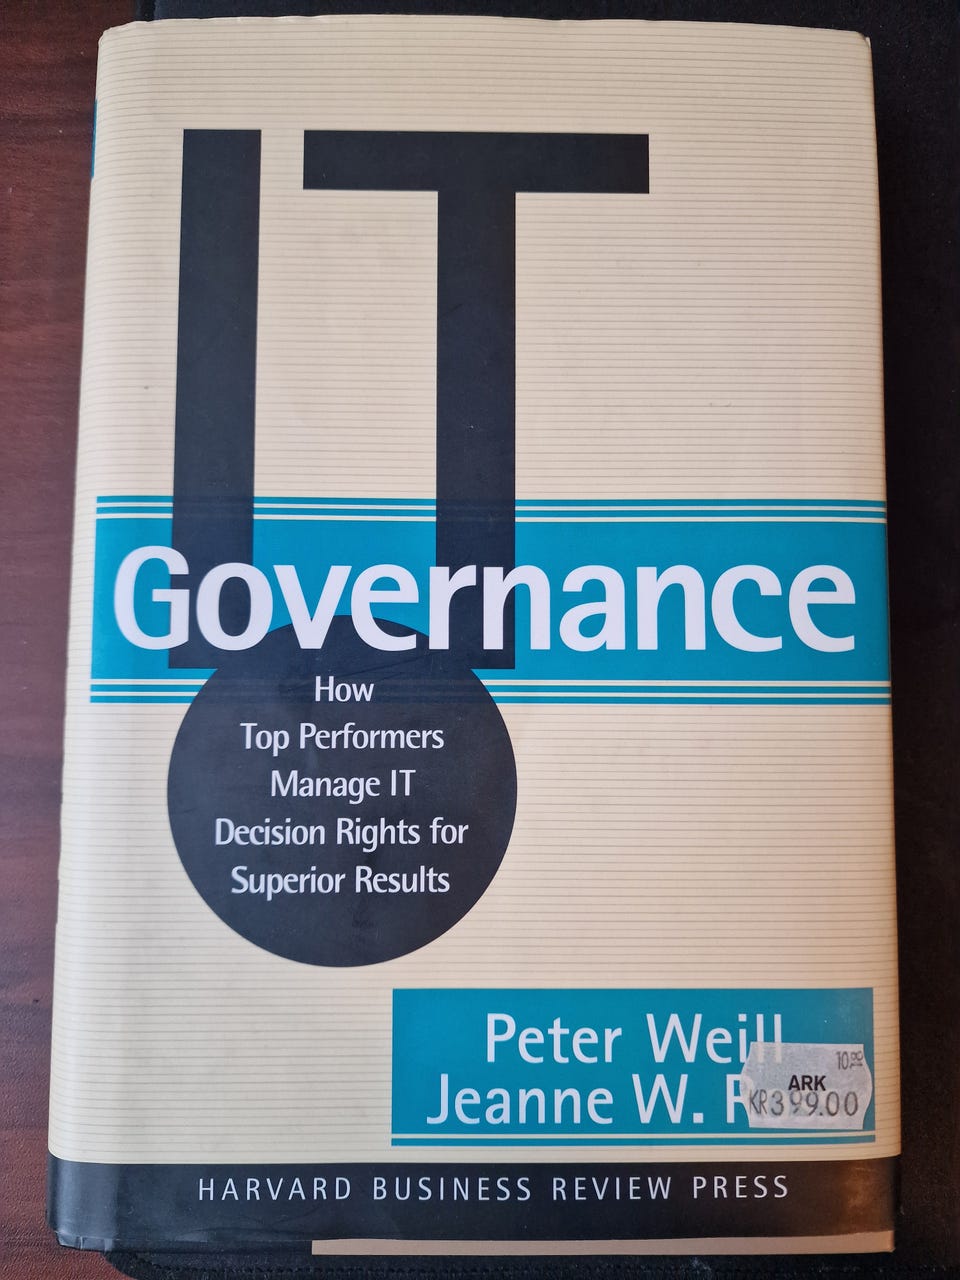 IT
Governance
How
Top Performers
Manage IT
Decision Rights for
Superior Results
Peter Weill
Jeanne W.
10
ARK
KR399.00
HARVARD BUSINESS REVIEW PRESS